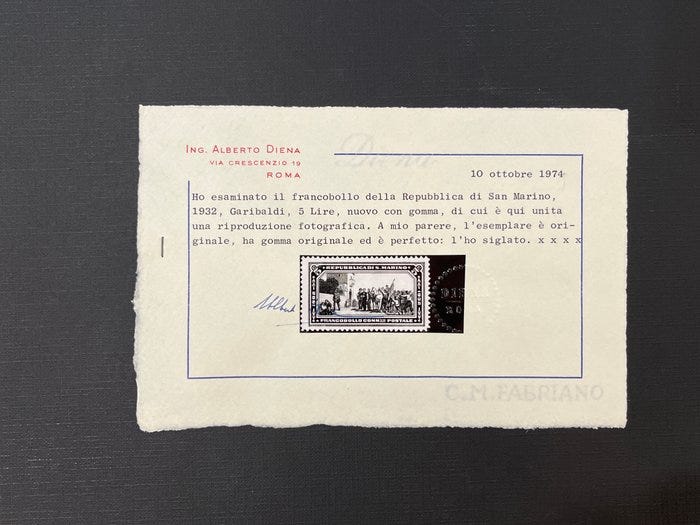 Diena
ING. ALBERTO DIENA
VIA CRESCENZIO 19
ROMA
10 ottobre 1974
Ho esaminato il francobollo della Repubblica di San Marino,
1932, Garibaldi, 5 Lire, nuovo con gomma, di cui è qui unita
una riproduzione fotografica. A mio parere, l'esemplare è ori-
ginale, ha gomma originale ed è perfetto: l'ho siglato. x x x x
REPUBBLICA DI S. MARINO
FRANCOBOLLO COMM. POSTALE
C.M.FABRIANO